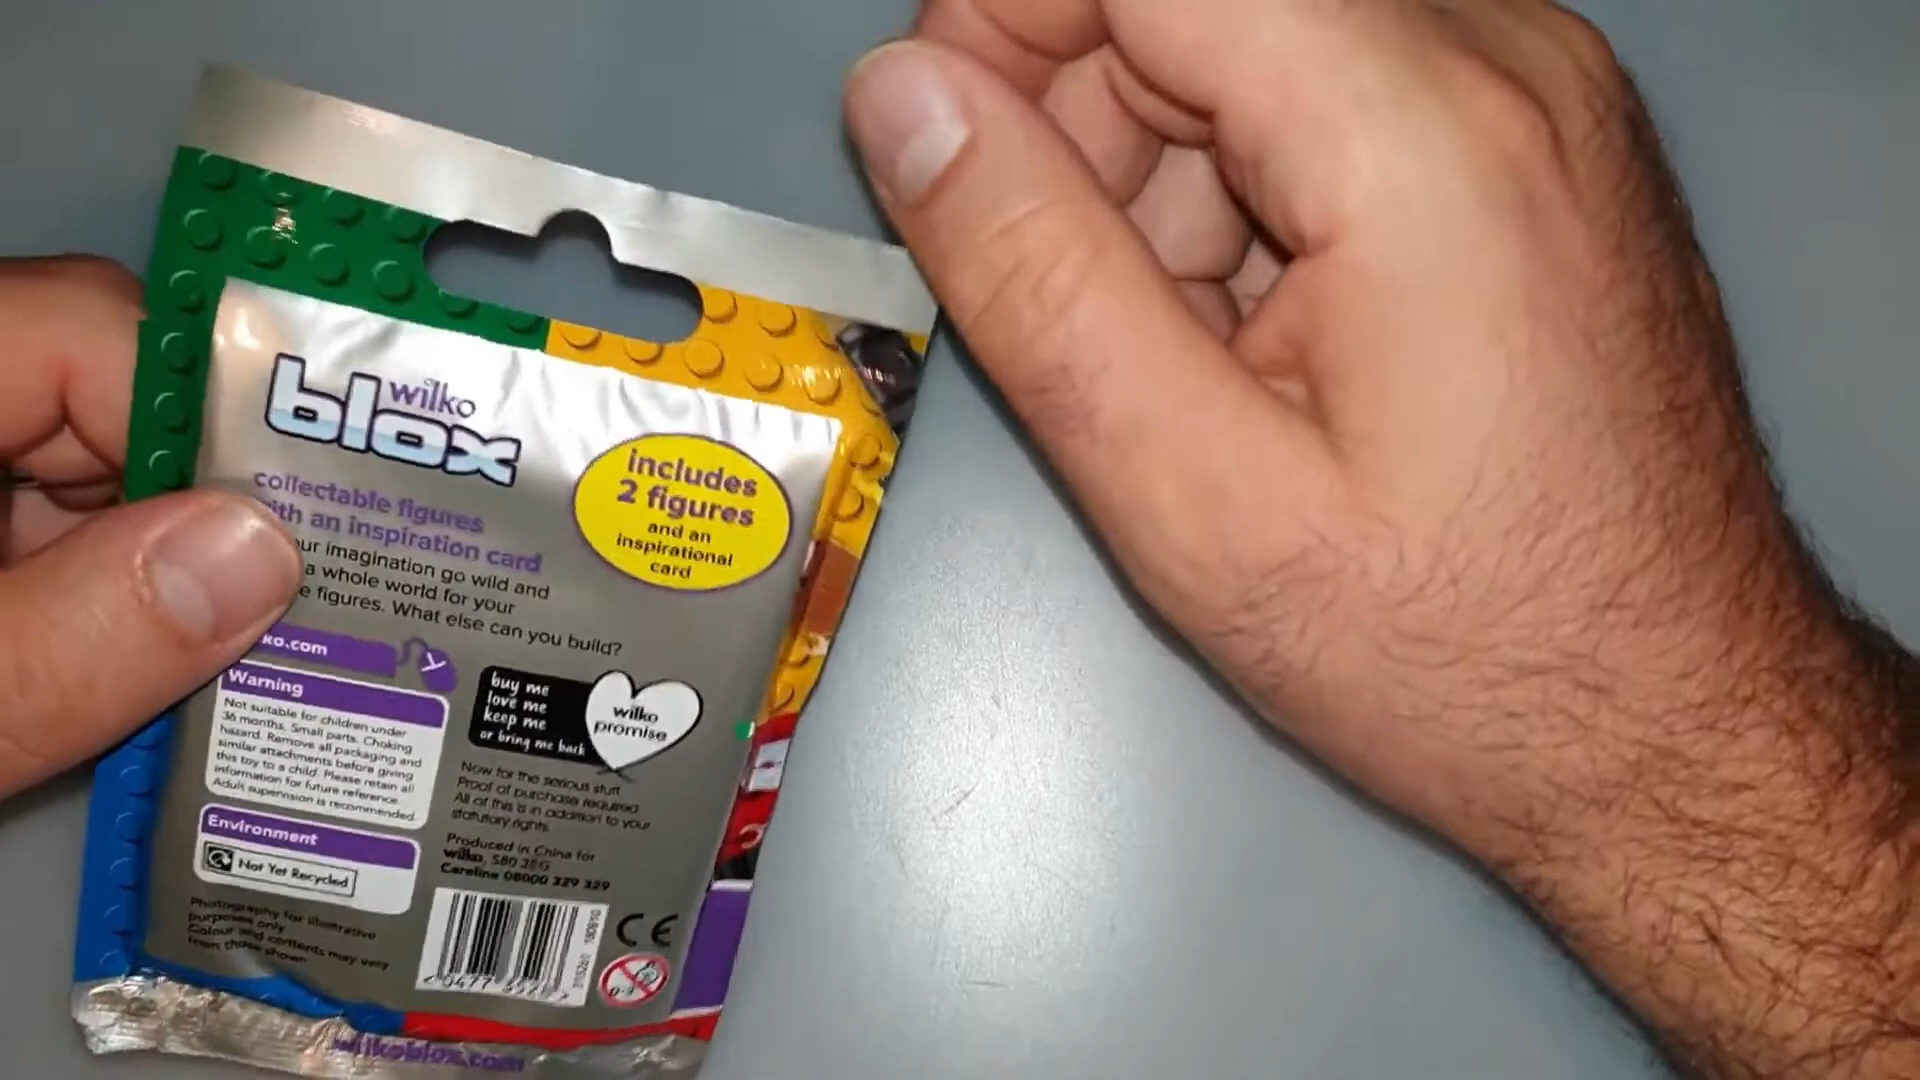 wilko
blox
collectable figures
with an inspiration card
our imagination go wild and
a whole world for your
e figures. What else can you build?
includes
2 figures
and an
inspirational
card
ko.com
Warning
Not suitable for children under
36 months. Small parts. Choking
hazard. Remove all packaging and
similar attachments before giving
this toy to a child. Please retain all
information for future reference.
Adult supervision is recommended.
buy me
love me
keep me
or bring me back
wilko
promise
Now for the serious stuff
Proof of purchase required.
All of this is in addition to your
statutory rights.
Environment
Not Yet Recycled
Produced in China for
wilko, S80 3EG
Careline 08000 329 329
Photography for illustrative
purposes only
Colour and contents may vary
from those shown
CE
0-3
wilkoblox.com